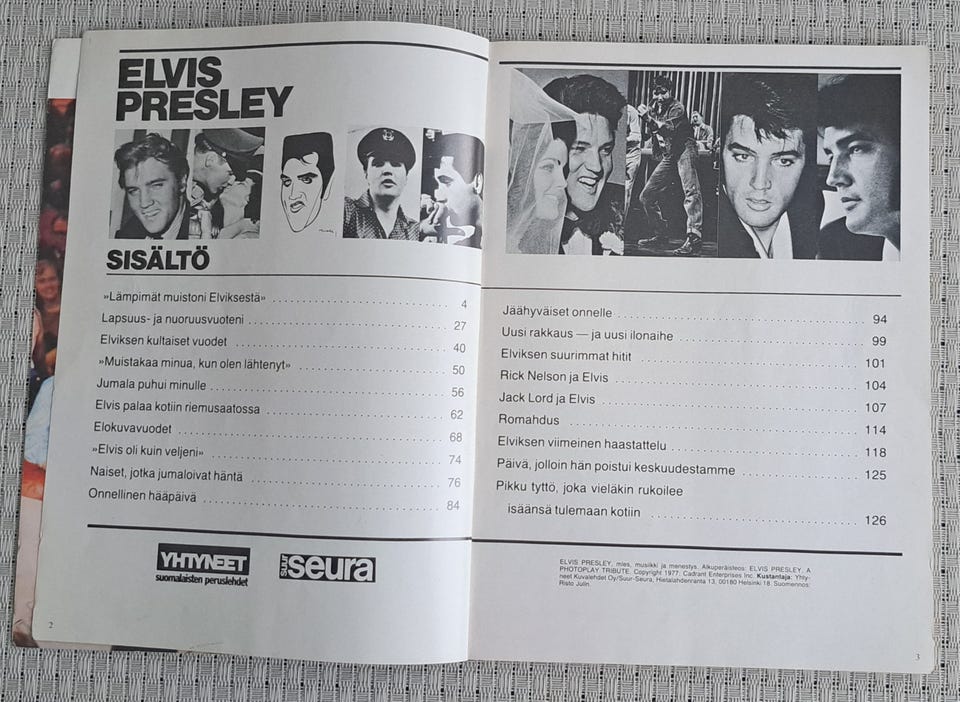 ELVIS
PRESLEY
SISÄLTÖ
»Lämpimät muistoni Elviksestä» 4
Lapsuus- ja nuoruusvuoteni 27
Elviksen kultaiset vuodet 40
»Muistakaa minua, kun olen lähtenyt» 50
Jumala puhui minulle 56
Elvis palaa kotiin riemusaatossa 62
Elokuvavuodet 68
»Elvis oli kuin veljeni» 74
Naiset, jotka jumaloivat häntä 76
Onnellinen hääpäivä 84
YHTYNEET
suomalaisten peruslehdet
SUUR seura
2
Jäähyväiset onnelle 94
Uusi rakkaus — ja uusi ilonaihe 99
Elviksen suurimmat hitit 101
Rick Nelson ja Elvis 104
Jack Lord ja Elvis 107
Romahdus 114
Elviksen viimeinen haastattelu 118
Päivä, jolloin hän poistui keskuudestamme 125
Pikku tyttö, joka vieläkin rukoilee
isäänsä tulemaan kotiin 126
ELVIS PRESLEY, mies, musiikki ja menestys. Alkuperäisteos: ELVIS PRESLEY, A
PHOTOPLAY TRIBUTE. Copyright 1977: Cadrant Enterprises Inc. Kustantaja: Yhty-
neet Kuvalehdet Oy/Suur-Seura, Hietalahdenranta 13, 00180 Helsinki 18. Suomennos:
Risto Julin.
3